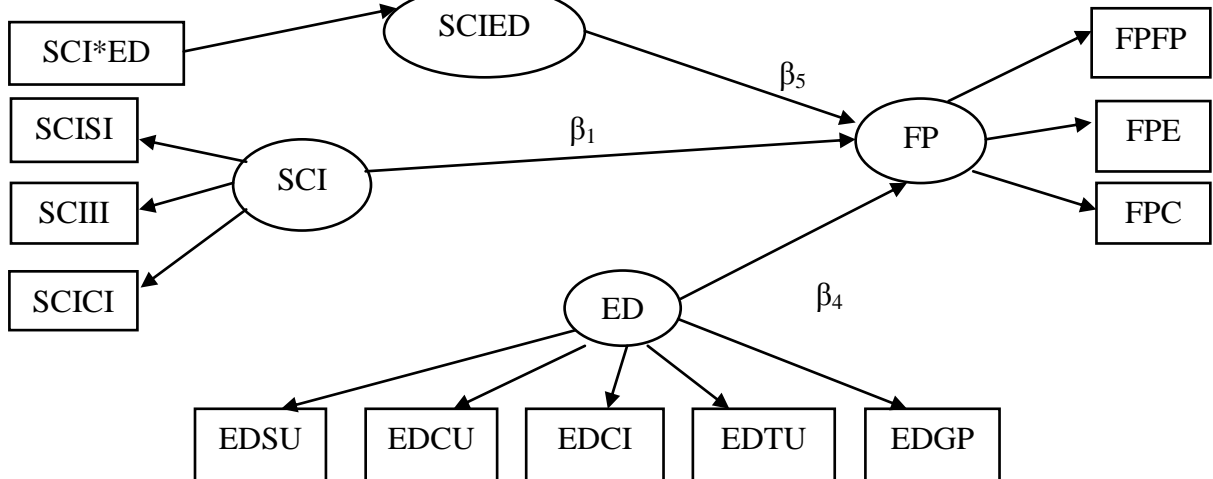 SCI*ED
SCIED
FPFP
β5
SCISI
β1
FP
FPE
SCI
SCIII
FPC
SCICI
ED
β4
EDSU
EDCU
EDCI
EDTU
EDGP